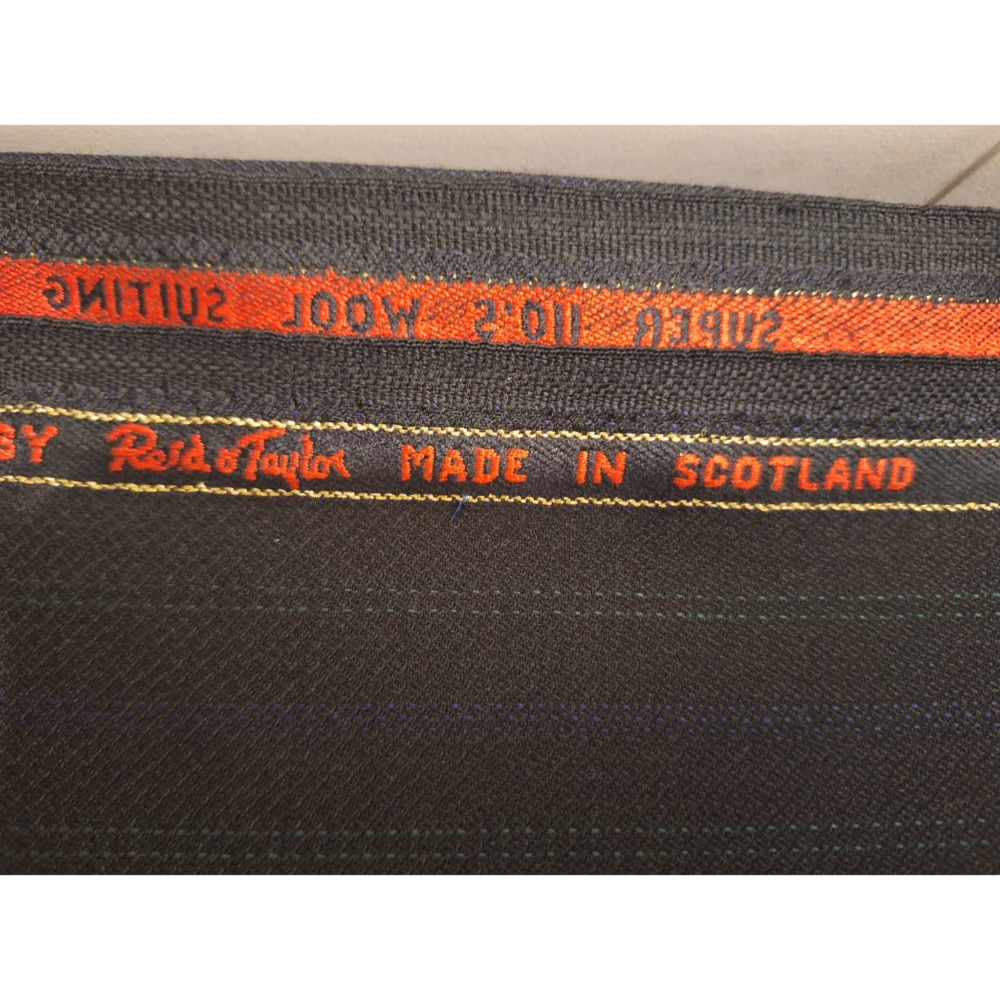 SUPER 110'S WOOL SUITING
BY Reid & Taylor MADE IN SCOTLAND